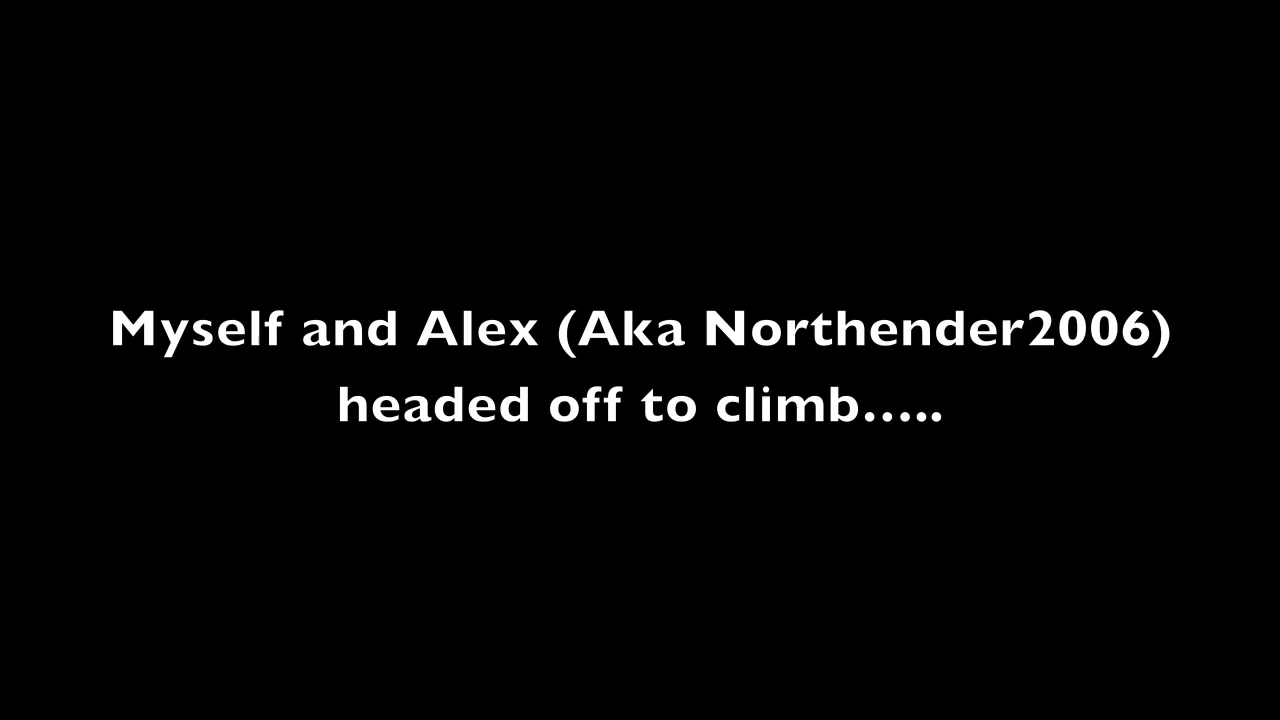 Myself and Alex (Aka Northender2006)
headed off to climb…..